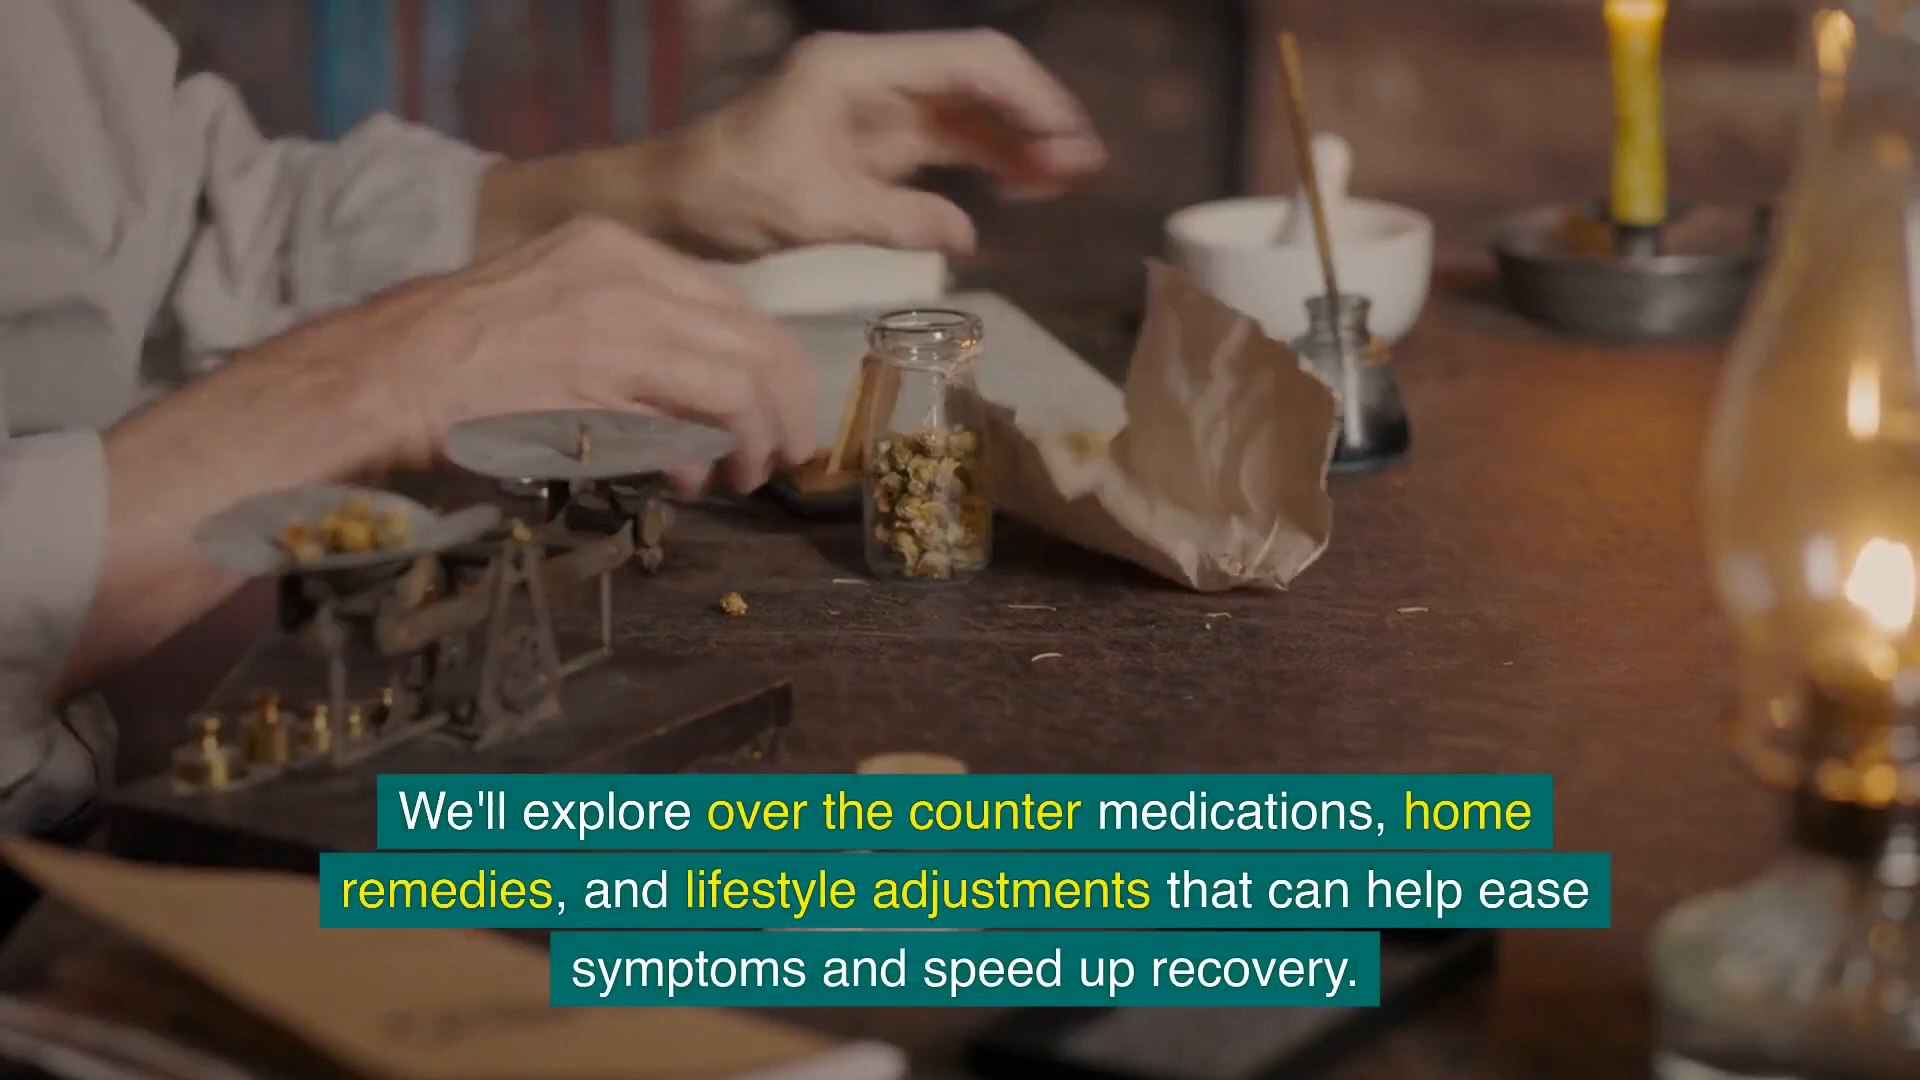 We'll explore over the counter medications, home
remedies, and lifestyle adjustments that can help ease
symptoms and speed up recovery.